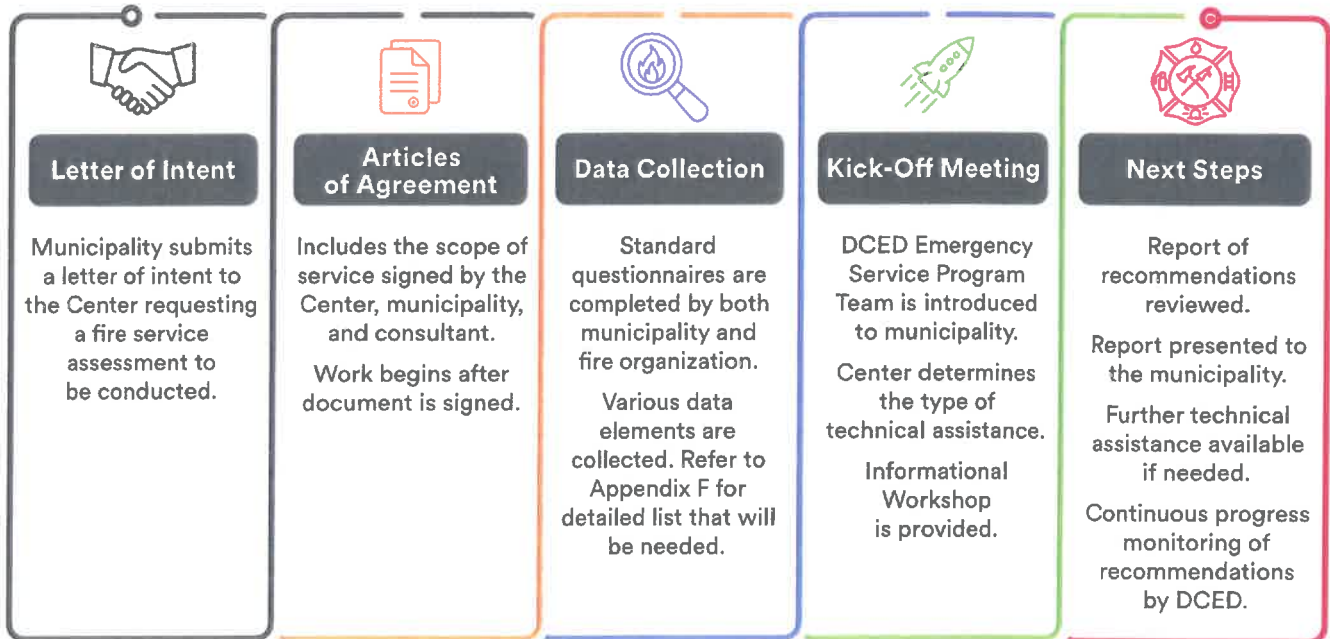 Letter of Intent
Municipality submits
a letter of intent to
the Center requesting
a fire service
assessment to
be conducted.
Articles
of Agreement
Includes the scope of
service signed by the
Center, municipality,
and consultant.
Work begins after
document is signed.
Data Collection
Standard
questionnaires are
completed by both
municipality and
fire organization.
Various data
elements are
collected. Refer to
Appendix F for
detailed list that will
be needed.
Kick-Off Meeting
DCED Emergency
Service Program
Team is introduced
to municipality.
Center determines
the type of
technical assistance.
Informational
Workshop
is provided.
Next Steps
Report of
recommendations
reviewed.
Report presented to
the municipality.
Further technical
assistance available
if needed.
Continuous progress
monitoring of
recommendations
by DCED.